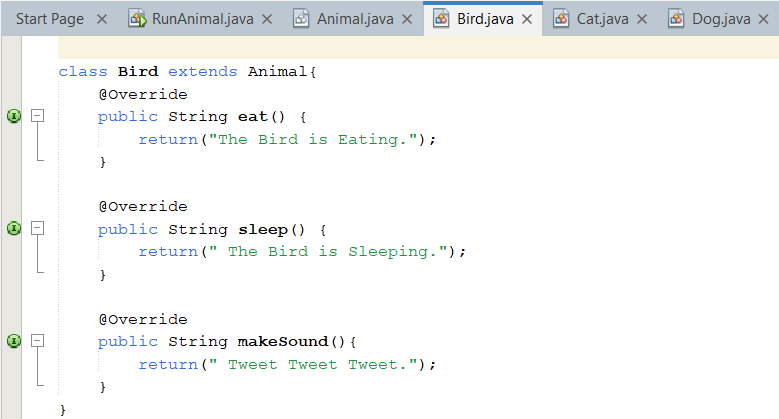 Start Page RunAnimal.java Animal.java Bird.java Cat.java Dog.java
class Bird extends Animal{
    @Override
    public String eat() {
        return("The Bird is Eating.");
    }

    @Override
    public String sleep() {
        return(" The Bird is Sleeping.");
    }

    @Override
    public String makeSound(){
        return(" Tweet Tweet Tweet.");
    }
}